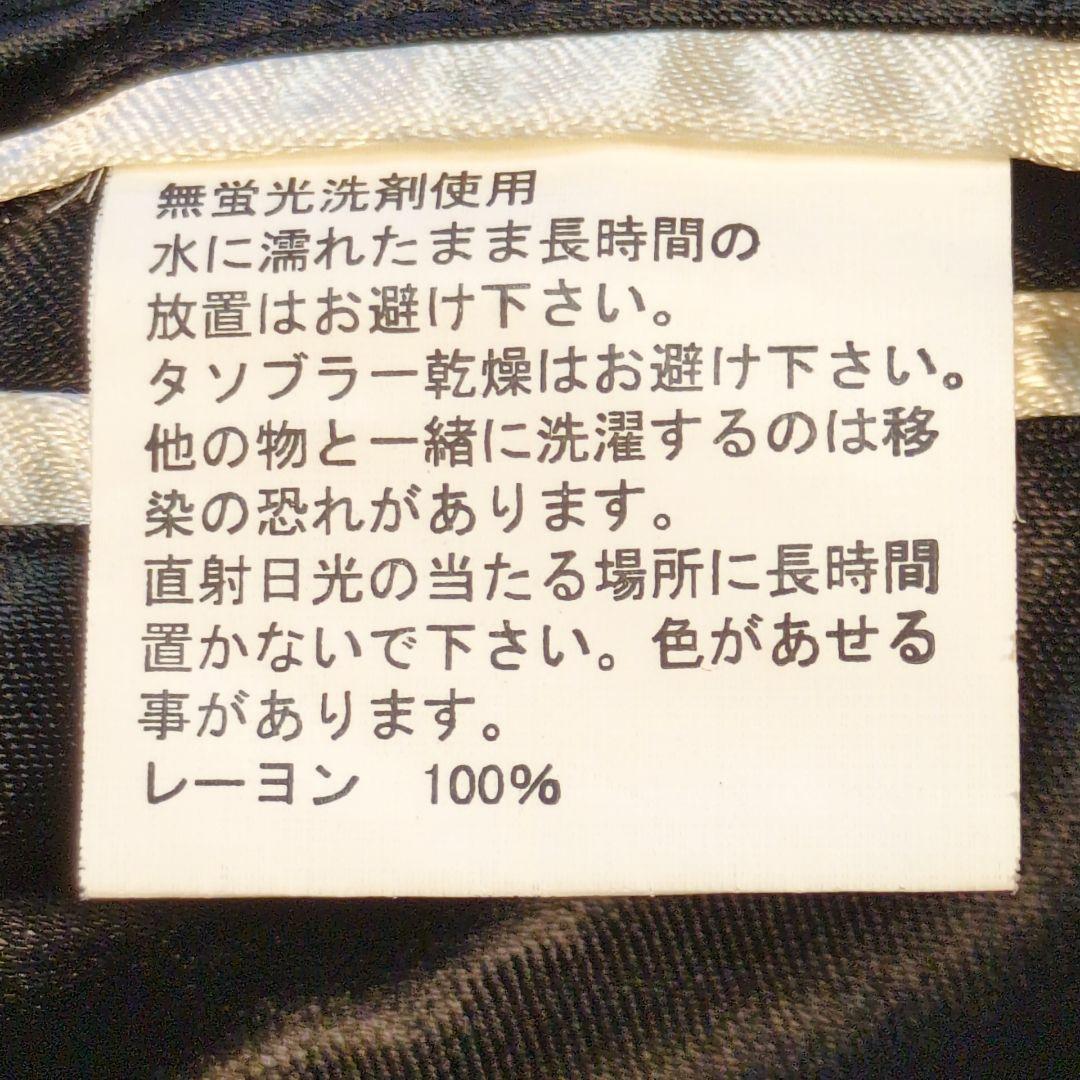 無蛍光洗剤使用
水に濡れたまま長時間の
放置はお避け下さい。
タソブラー乾燥はお避け下さい。
他の物と一緒に洗濯するのは移
染の恐れがあります。
直射日光の当たる場所に長時間
置かないで下さい。色があせる
事があります。
レーヨン　100%